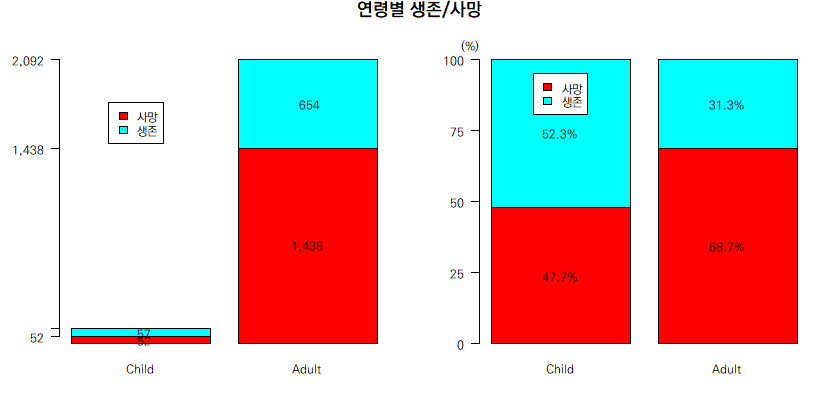 연령별 생존/사망
2,092
1,438
52
사망
생존
654
1,438
57
52
Child
Adult
(%)
100
75
50
25
0
사망
생존
52.3%
47.7%
31.3%
68.7%
Child
Adult